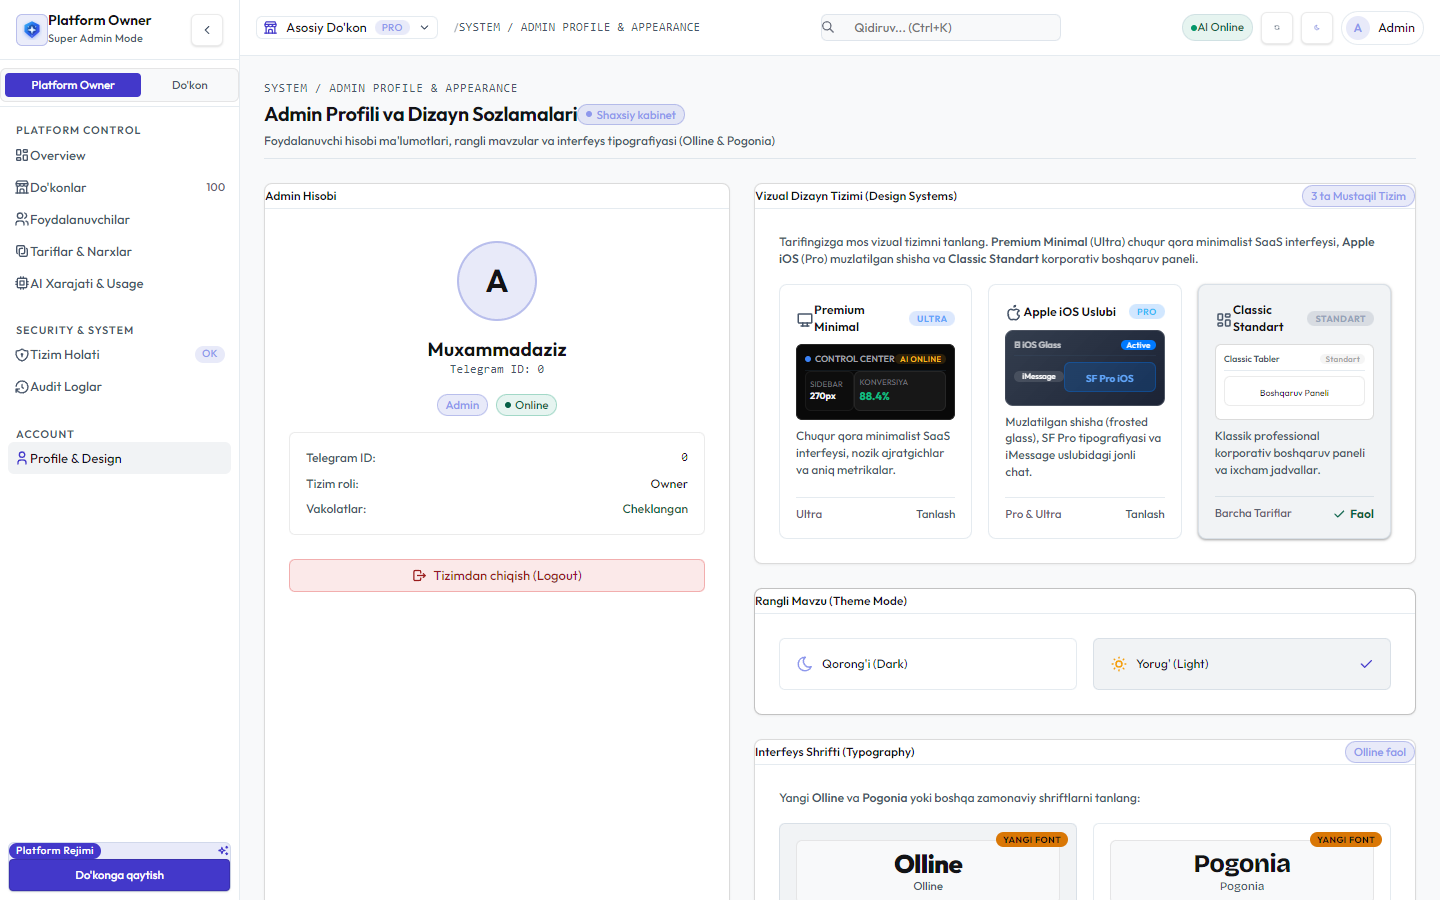 Platform Owner
Super Admin Mode
Platform Owner
Do'kon
PLATFORM CONTROL
Overview
Do'konlar
100
Foydalanuvchilar
Tariflar & Narxlar
AI Xarajati & Usage
SECURITY & SYSTEM
Tizim Holati
OK
Audit Loglar
ACCOUNT
Profile & Design
Platform Rejimi
Do'konga qaytish
Asosiy Do'kon
PRO
/SYSTEM / ADMIN PROFILE & APPEARANCE
Qidiruv... (Ctrl+K)
AI Online
A
Admin
SYSTEM / ADMIN PROFILE & APPEARANCE
Admin Profili va Dizayn Sozlamalari
Shaxsiy kabinet
Foydalanuvchi hisobi ma'lumotlari, rangli mavzular va interfeys tipografiyasi (Olline & Pogonia)
Admin Hisobi
A
Muxammadaziz
Telegram ID: 0
Admin
Online
Telegram ID:
0
Tizim roli:
Owner
Vakolatlar:
Cheklangan
Tizimdan chiqish (Logout)
Vizual Dizayn Tizimi (Design Systems)
3 ta Mustaqil Tizim
Tarifingizga mos vizual tizimni tanlang. Premium Minimal (Ultra) chuqur qora minimalist SaaS interfeysi, Apple
iOS (Pro) muzlatilgan shisha va Classic Standart korporativ boshqaruv paneli.
Premium
Minimal
ULTRA
CONTROL CENTER
AI ONLINE
SIDEBAR
270px
KONVERSIYA
88.4%
Chuqur qora minimalist SaaS
interfeysi, nozik ajratgichlar
va aniq metrikalar.
Ultra
Tanlash
Apple iOS Uslubi
PRO
iOS Glass
Active
iMessage
SF Pro iOS
Muzlatilgan shisha (frosted
glass), SF Pro tipografiyasi va
iMessage uslubidagi jonli
chat.
Pro & Ultra
Tanlash
Classic
Standart
STANDART
Classic Tabler
Standart
Boshqaruv Paneli
Klassik professional
korporativ boshqaruv paneli
va ixcham jadvallar.
Barcha Tariflar
Faol
Rangli Mavzu (Theme Mode)
Qorong'i (Dark)
Yorug' (Light)
Interfeys Shrifti (Typography)
Olline faol
Yangi Olline va Pogonia yoki boshqa zamonaviy shriftlarni tanlang:
YANGI FONT
Olline
Olline
YANGI FONT
Pogonia
Pogonia